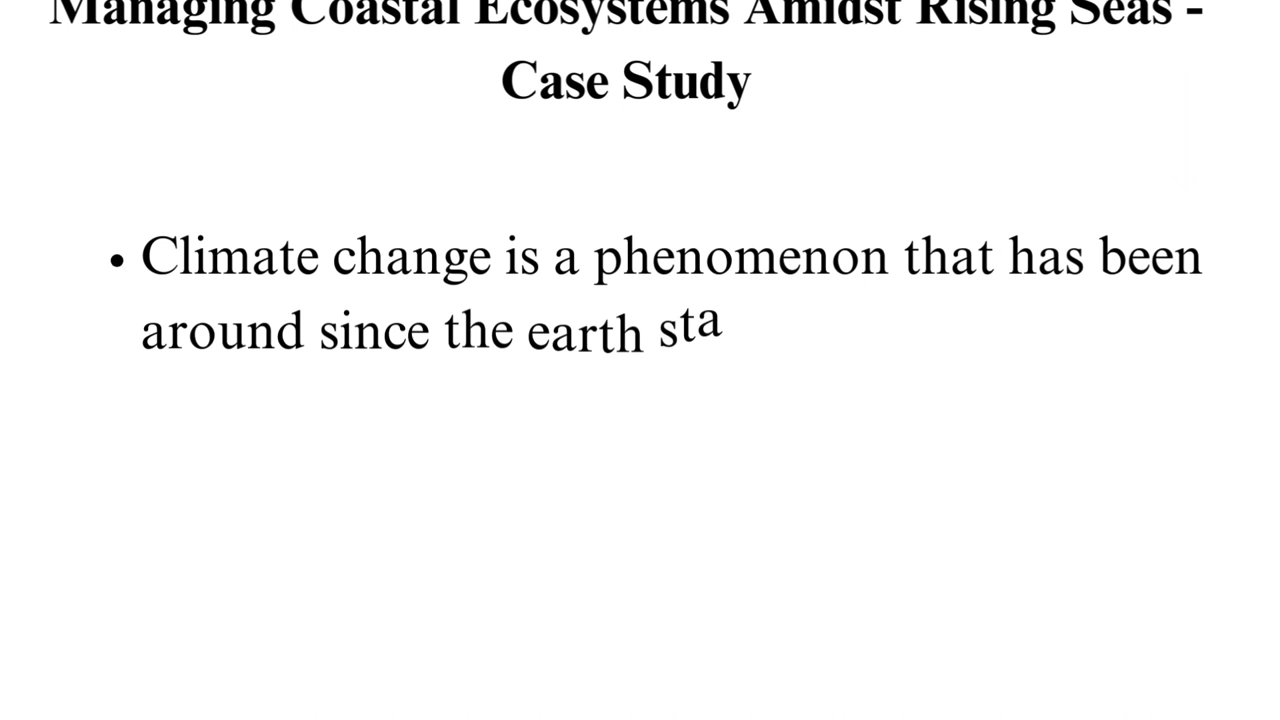 Managing Coastal Ecosystems Amidst Rising Seas -
Case Study
• Climate change is a phenomenon that has been
around since the earth sta